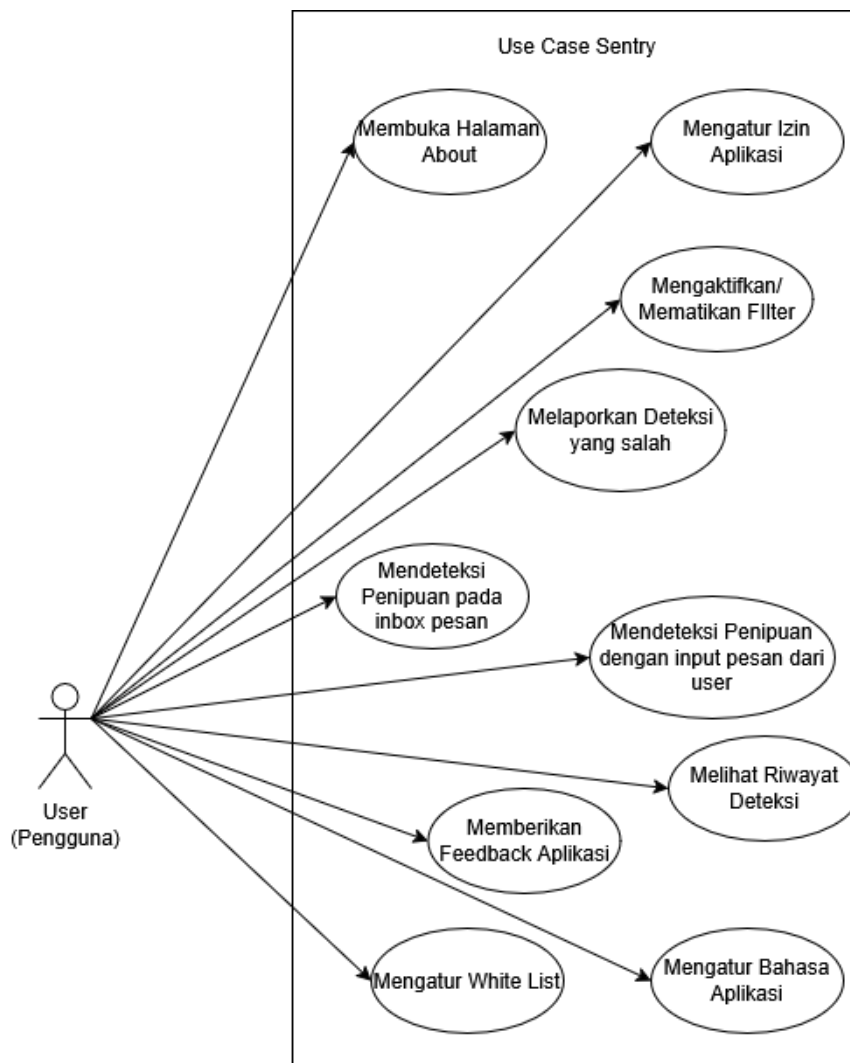 Use Case Sentry
Membuka Halaman
About
Mengatur Izin
Aplikasi
Mengaktifkan/
Mematikan FIlter
Melaporkan Deteksi
yang salah
Mendeteksi
Penipuan pada
inbox pesan
Mendeteksi Penipuan
dengan input pesan dari
user
User
(Pengguna)
Melihat Riwayat
Deteksi
Memberikan
Feedback Aplikasi
Mengatur White List
Mengatur Bahasa
Aplikasi